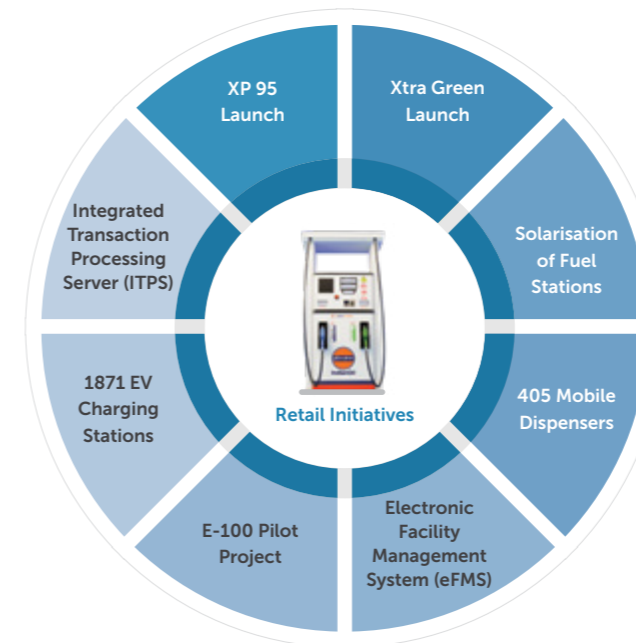 XP 95
Launch
Xtra Green
Launch
Solarisation
of Fuel
Stations
405 Mobile
Dispensers
Electronic
Facility
Management
System (eFMS)
E-100 Pilot
Project
1871 EV
Charging
Stations
Integrated
Transaction
Processing
Server (ITPS)
Retail Initiatives